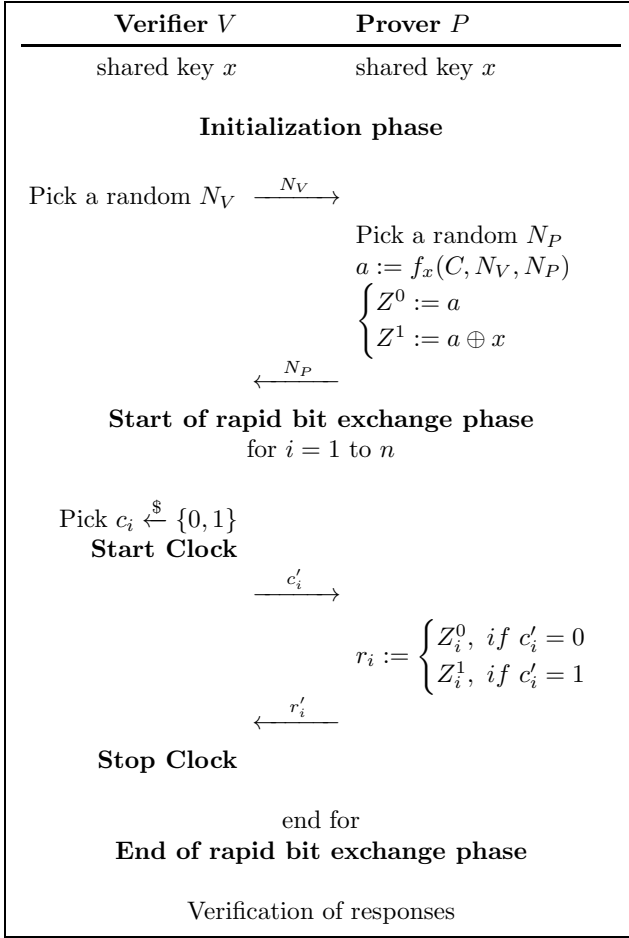 Verifier V Prover P
shared key x shared key x
Initialization phase
Pick a random N_V N_V
Pick a random N_P
a := f_x(C, N_V, N_P)
{ Z^0 := a
Z^1 := a ⊕ x
N_P
Start of rapid bit exchange phase
for i = 1 to n
Pick c_i ←$ {0, 1}
Start Clock
c'_i
r_i := { Z^0_i, if c'_i = 0
Z^1_i, if c'_i = 1
r'_i
Stop Clock
end for
End of rapid bit exchange phase
Verification of responses